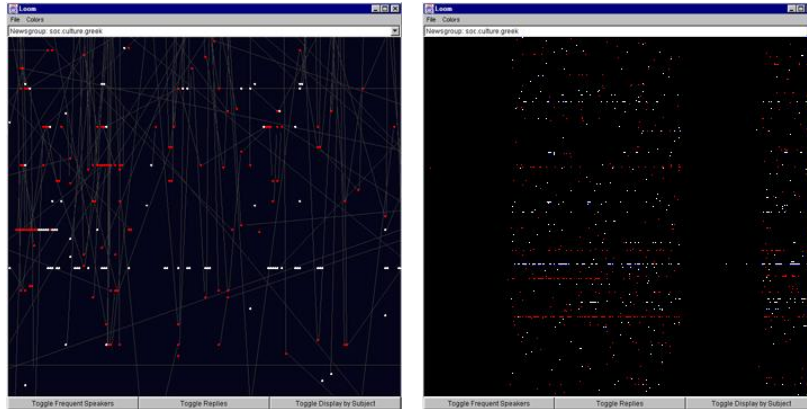 Loom
File Colors
Newsgroup: soc.culture.greek
Toggle Frequent Speakers Toggle Replies Toggle Display by Subject
Loom
File Colors
Newsgroup: soc.culture.greek
Toggle Frequent Speakers Toggle Replies Toggle Display by Subject